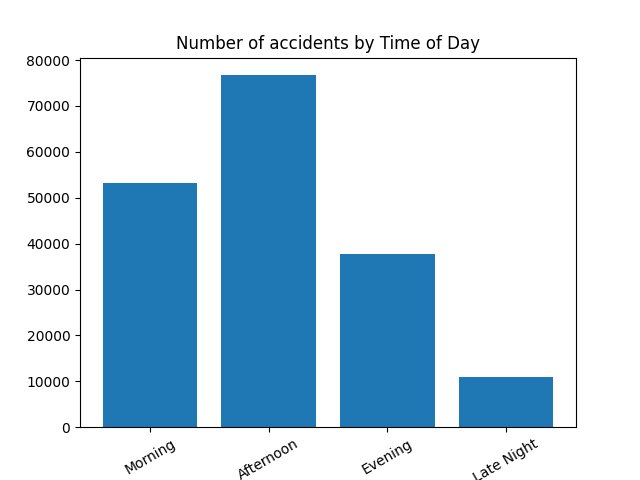 Number of accidents by Time of Day
80000
70000
60000
50000
40000
30000
20000
10000
0
Morning
Afternoon
Evening
Late Night